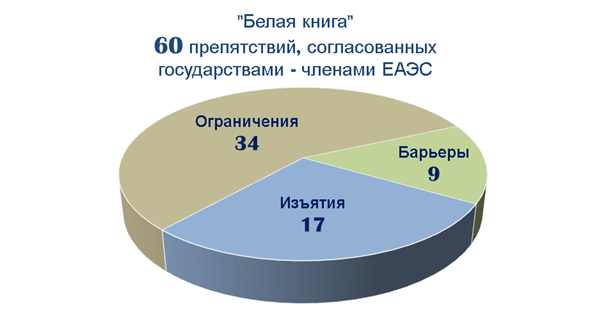 "Белая книга"
60 препятствий, согласованных
государствами - членами ЕАЭС
Ограничения
34
Барьеры
9
Изъятия
17